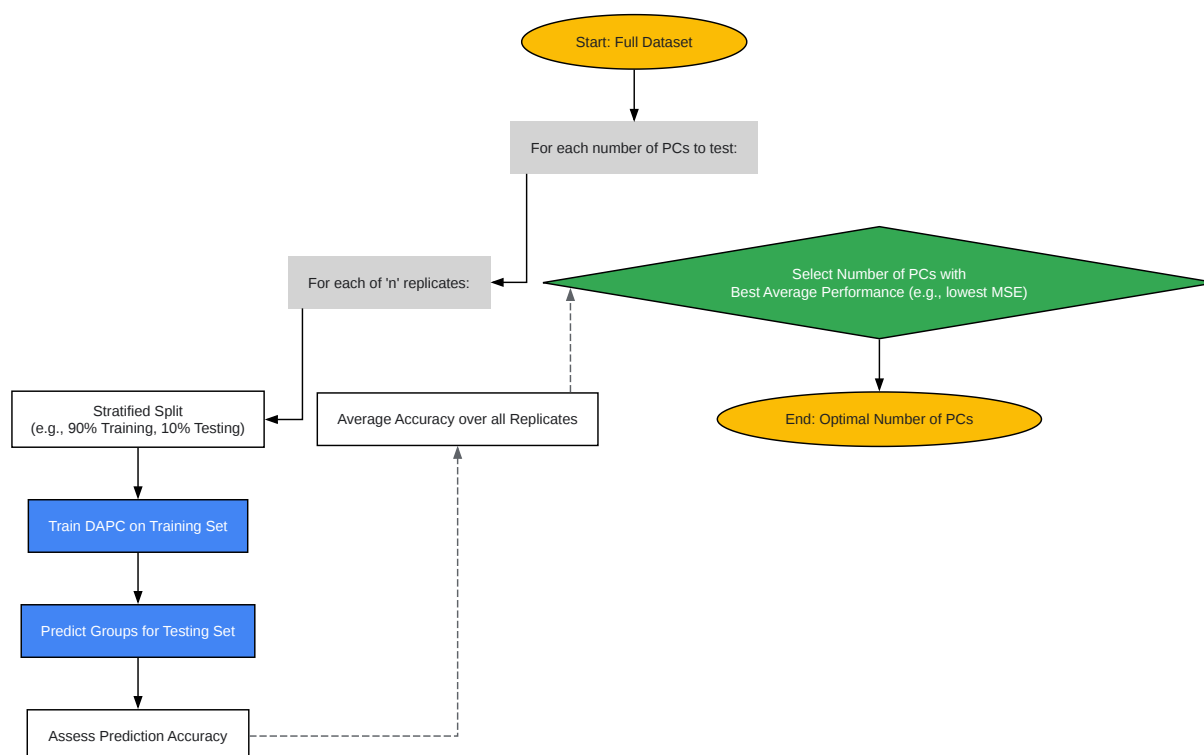 Start: Full Dataset
For each number of PCs to test:
For each of 'n' replicates:
Select Number of PCs with
Best Average Performance (e.g., lowest MSE)
Stratified Split
(e.g., 90% Training, 10% Testing)
Average Accuracy over all Replicates
End: Optimal Number of PCs
Train DAPC on Training Set
Predict Groups for Testing Set
Assess Prediction Accuracy